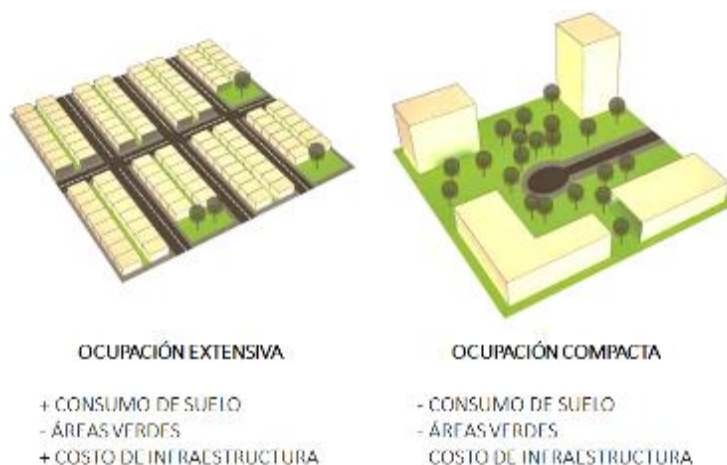 OCUPACIÓN EXTENSIVA
+ CONSUMO DE SUELO
- ÁREAS VERDES
+ COSTO DE INFRAESTRUCTURA
OCUPACIÓN COMPACTA
- CONSUMO DE SUELO
- ÁREAS VERDES
COSTO DE INFRAESTRUCTURA